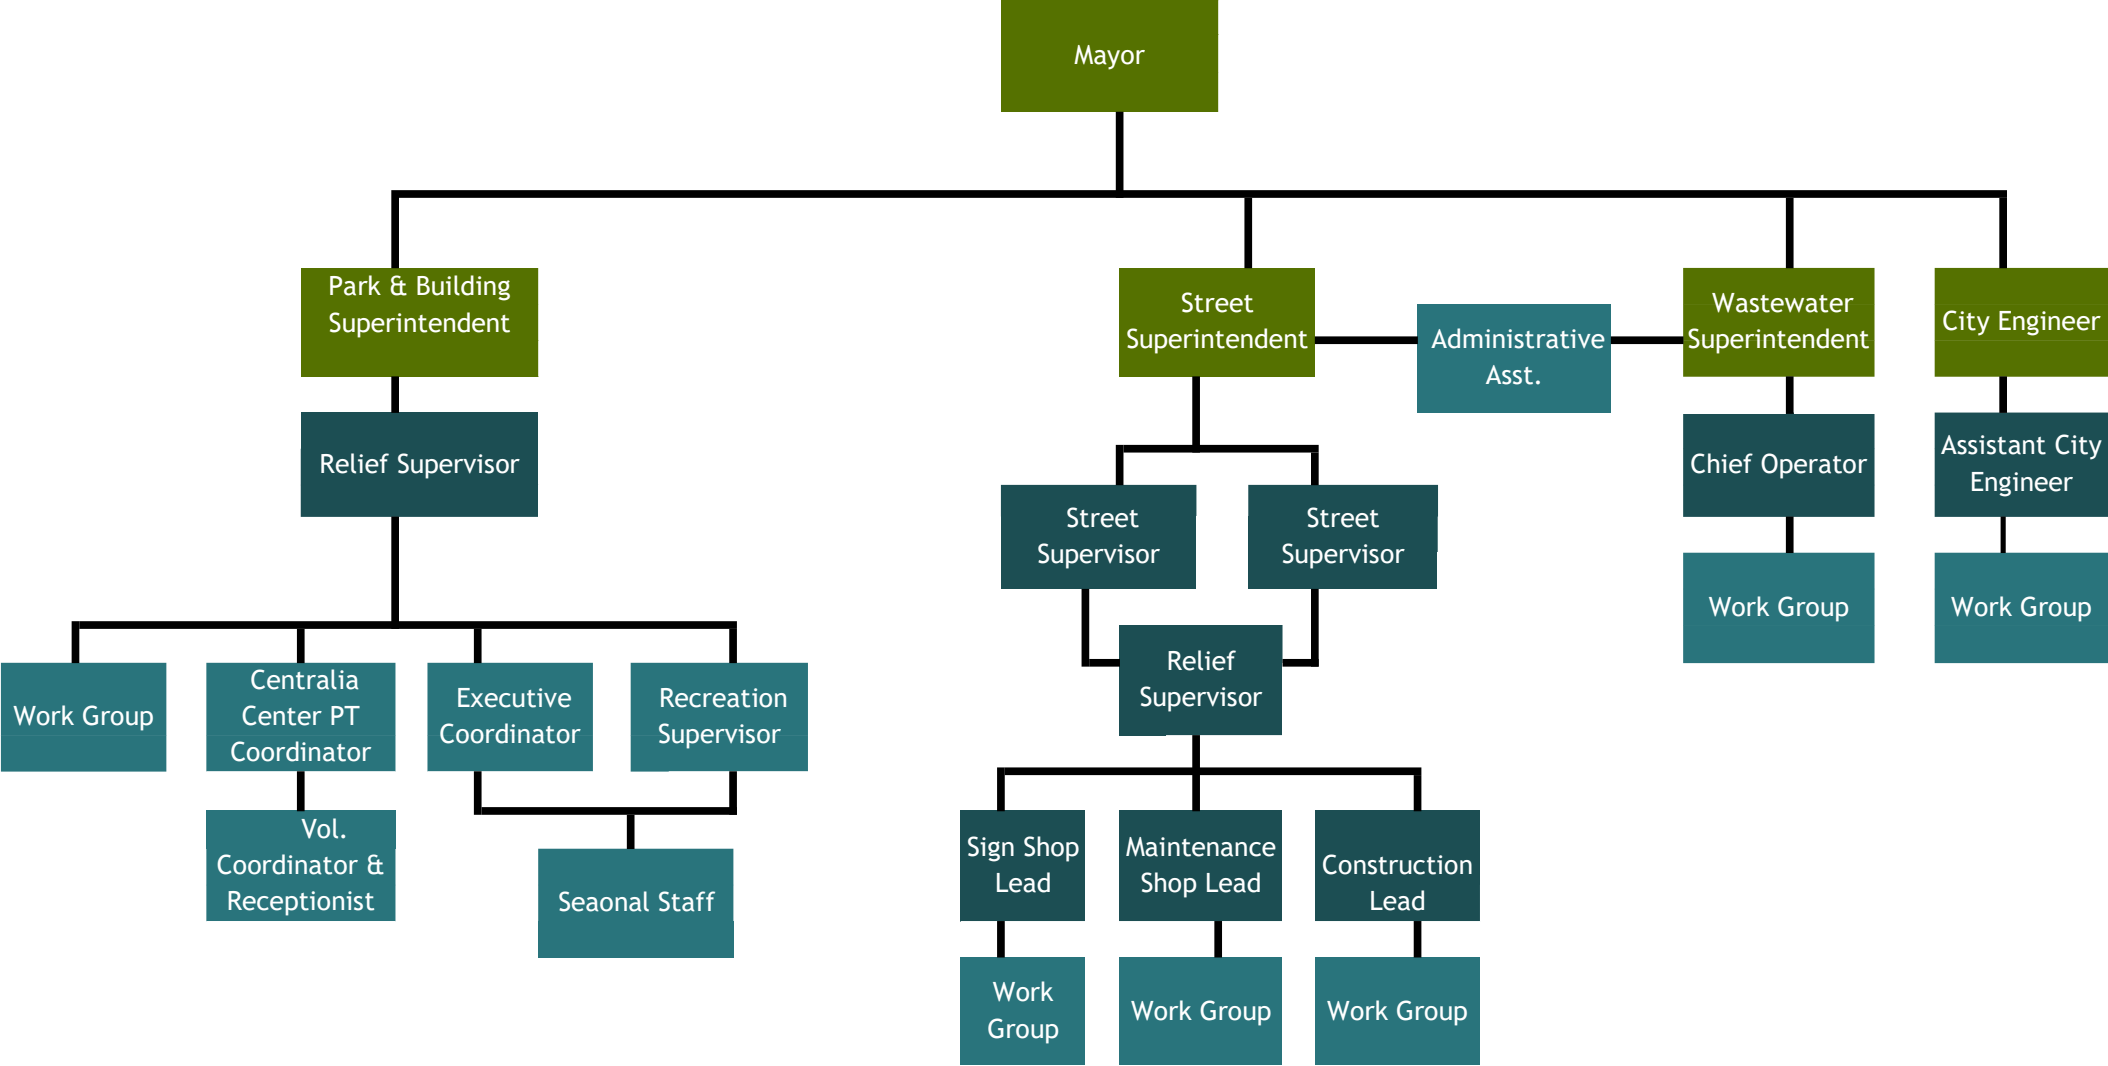 Mayor
Park & Building
Superintendent
Street
Superintendent
Administrative
Asst.
Wastewater
Superintendent
City Engineer
Relief Supervisor
Chief Operator
Assistant City
Engineer
Street
Supervisor
Street
Supervisor
Work Group
Work Group
Relief
Supervisor
Work Group
Centralia
Center PT
Coordinator
Executive
Coordinator
Recreation
Supervisor
Vol.
Coordinator &
Receptionist
Seaonal Staff
Sign Shop
Lead
Maintenance
Shop Lead
Construction
Lead
Work
Group
Work Group
Work Group